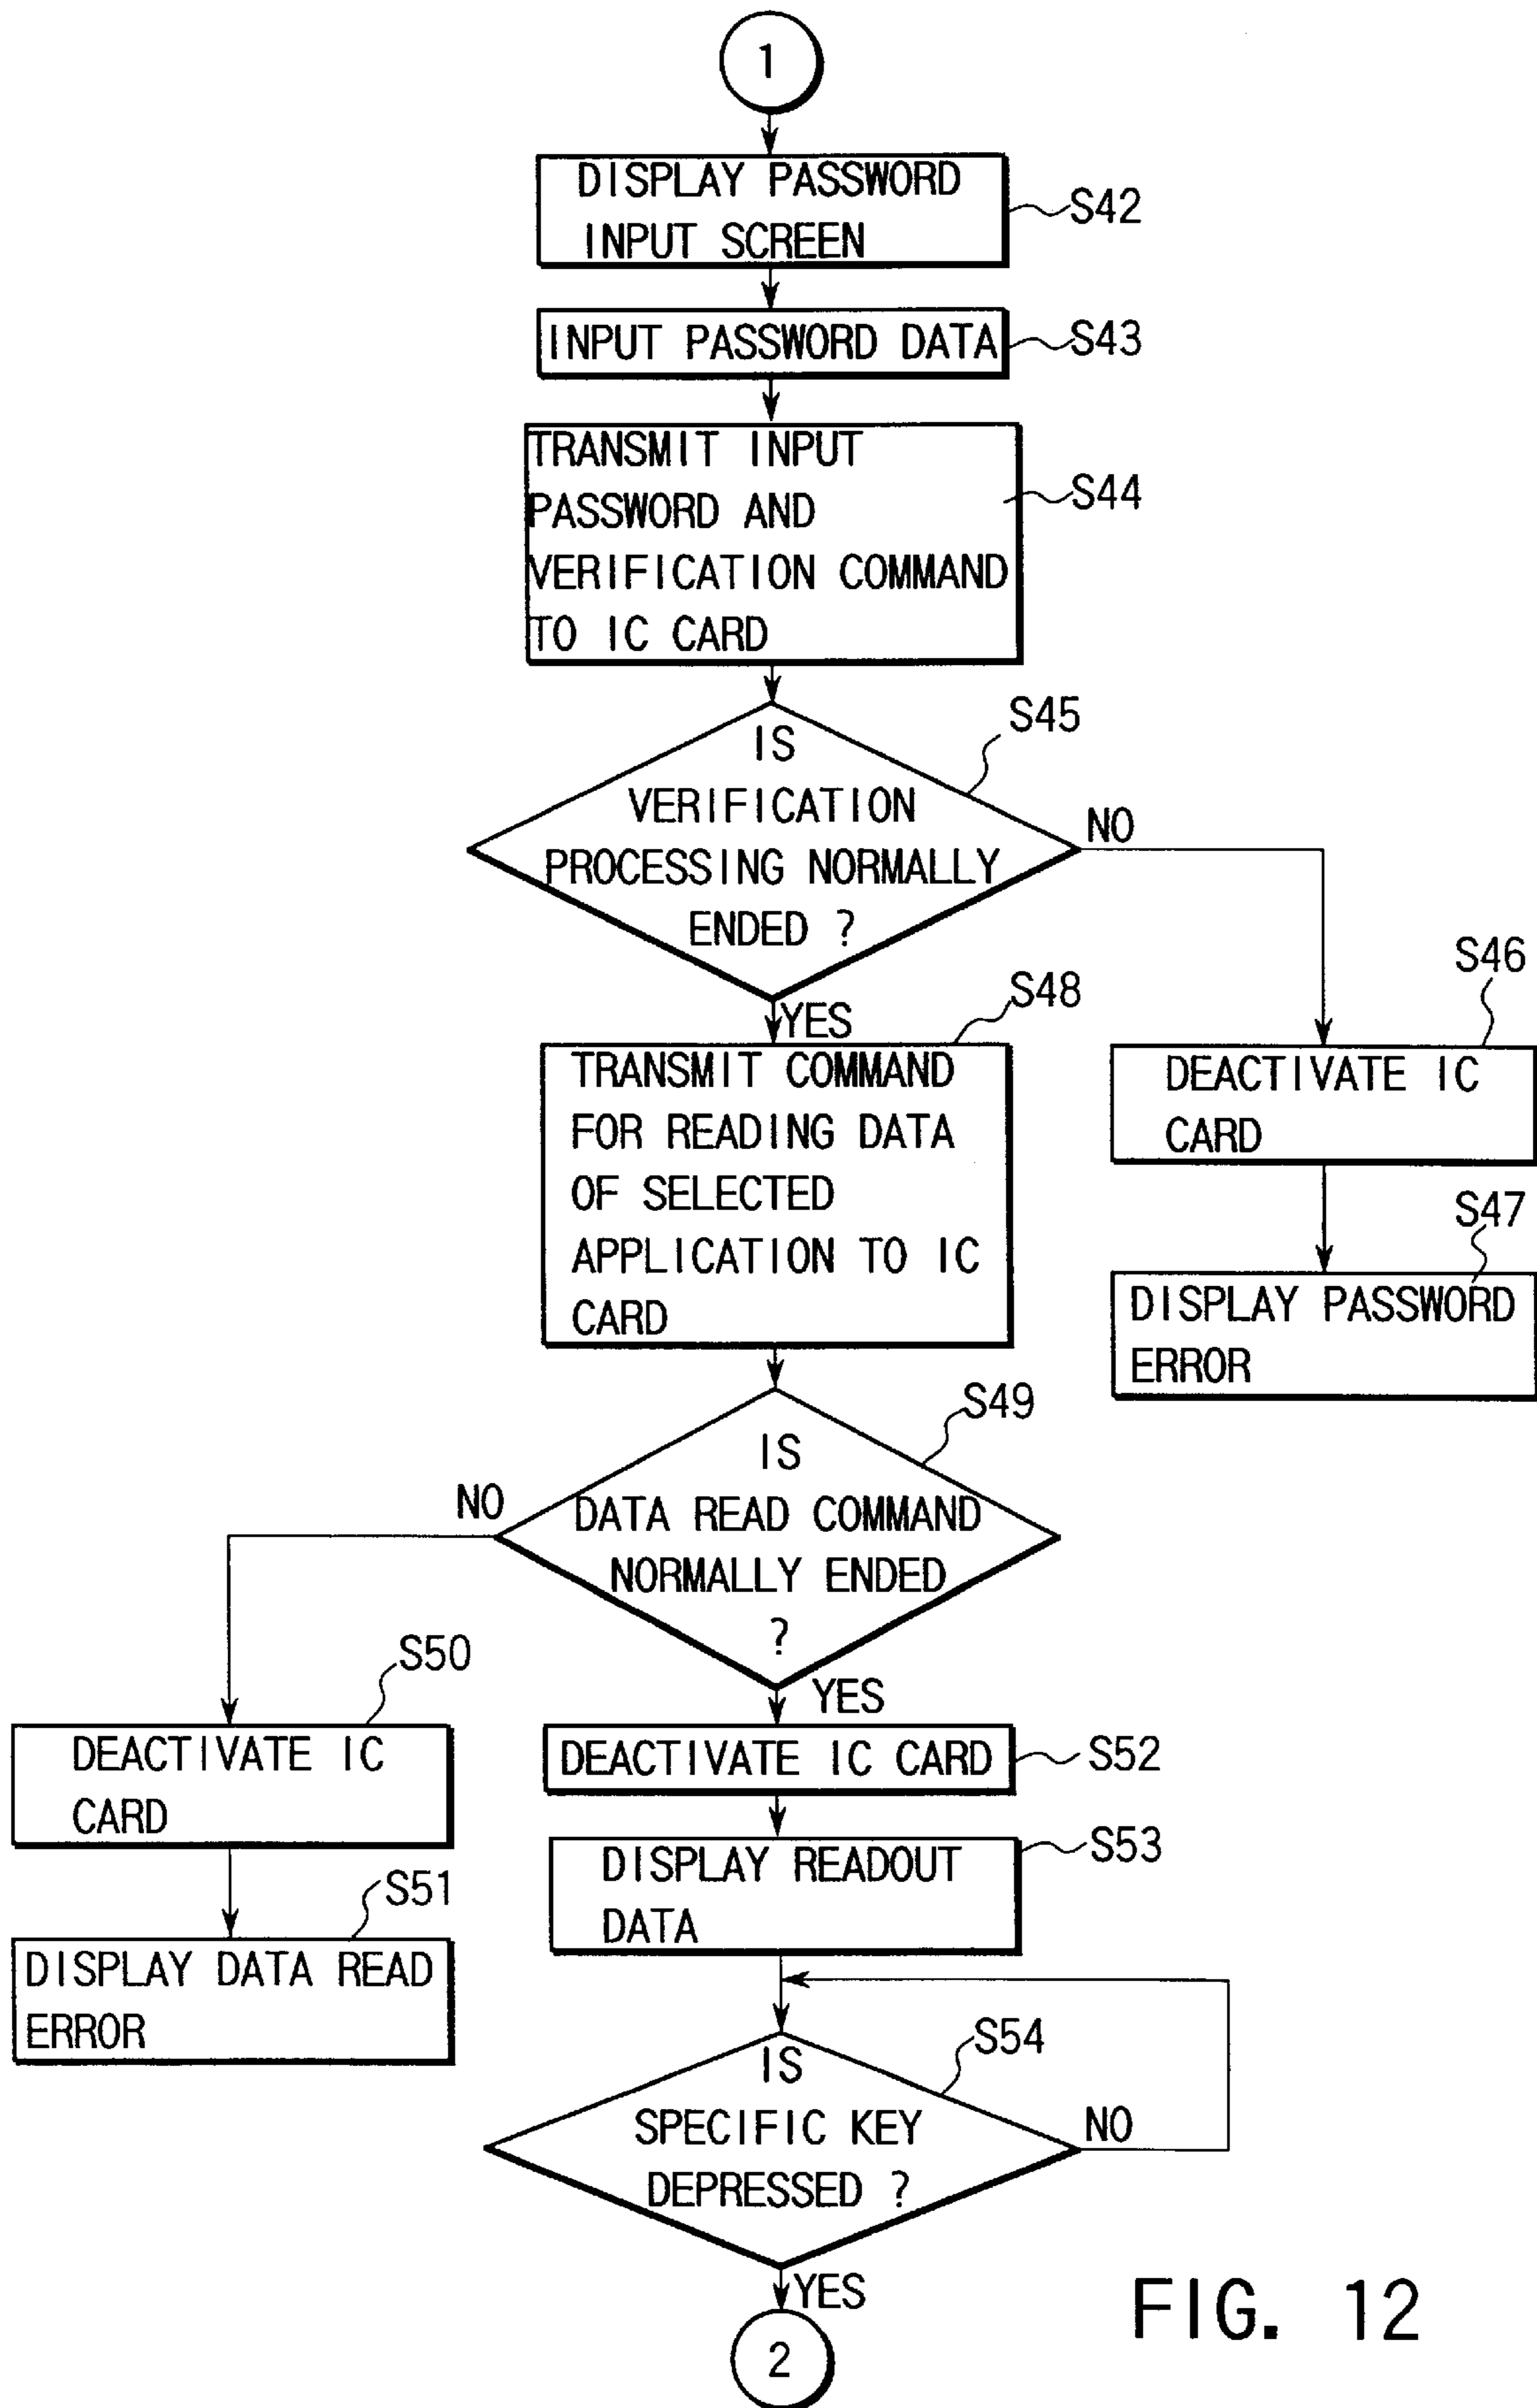 1
DISPLAY PASSWORD
INPUT SCREEN
S42
INPUT PASSWORD DATA
S43
TRANSMIT INPUT
PASSWORD AND
VERIFICATION COMMAND
TO IC CARD
S44
IS
VERIFICATION
PROCESSING NORMALLY
ENDED ?
S45
NO
YES
S46
DEACTIVATE IC
CARD
S47
DISPLAY PASSWORD
ERROR
S48
TRANSMIT COMMAND
FOR READING DATA
OF SELECTED
APPLICATION TO IC
CARD
S49
IS
DATA READ COMMAND
NORMALLY ENDED
?
NO
YES
S50
DEACTIVATE IC
CARD
S51
DISPLAY DATA READ
ERROR
DEACTIVATE IC CARD
S52
DISPLAY READOUT
DATA
S53
S54
IS
SPECIFIC KEY
DEPRESSED ?
NO
YES
2
FIG. 12